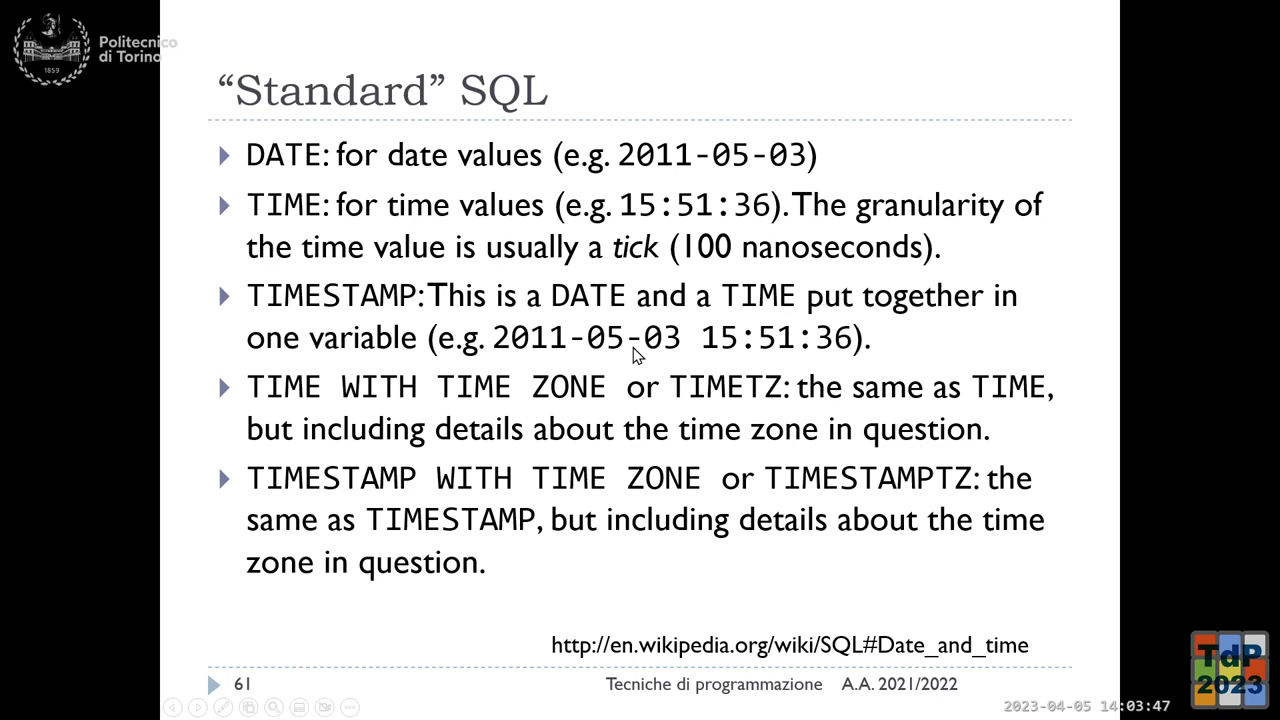 Politecnico
di Torino
1859
“Standard” SQL
DATE: for date values (e.g. 2011-05-03)
TIME: for time values (e.g. 15:51:36). The granularity of
the time value is usually a tick (100 nanoseconds).
TIMESTAMP: This is a DATE and a TIME put together in
one variable (e.g. 2011-05-03 15:51:36).
TIME WITH TIME ZONE or TIMETZ: the same as TIME,
but including details about the time zone in question.
TIMESTAMP WITH TIME ZONE or TIMESTAMPTZ: the
same as TIMESTAMP, but including details about the time
zone in question.
http://en.wikipedia.org/wiki/SQL#Date_and_time
61 Tecniche di programmazione A.A. 2021/2022
TdP
2023
2023-04-05 14:03:47